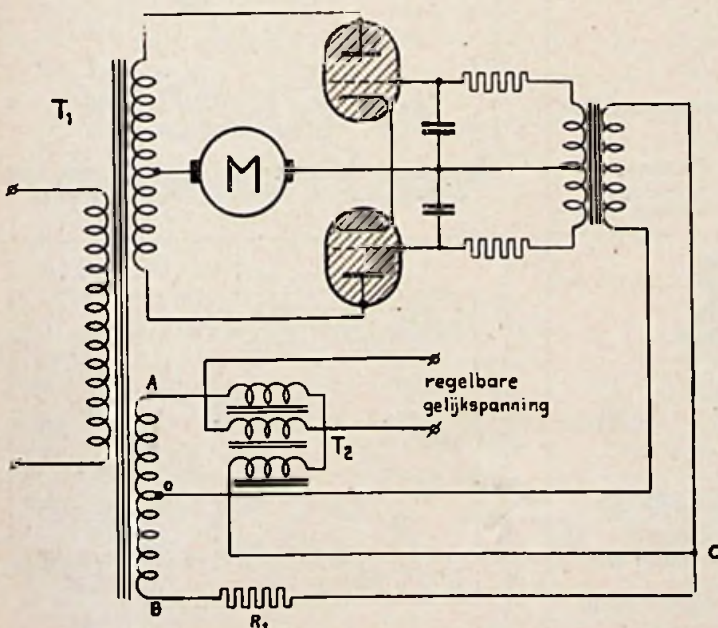 T₁
M
A
regelbare
gelijkspanning
T₂
o
C
B
R₁